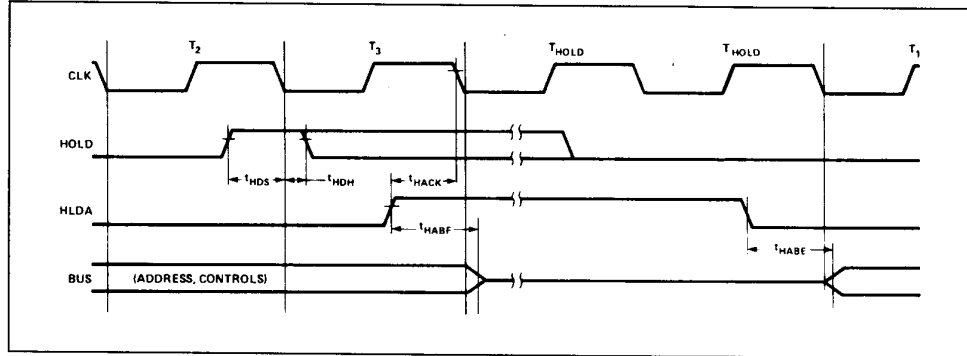 T2 T3 THOLD THOLD T1
CLK
HOLD
tHDS tHDH tHACK
HLDA
tHABF tHABE
BUS (ADDRESS, CONTROLS)